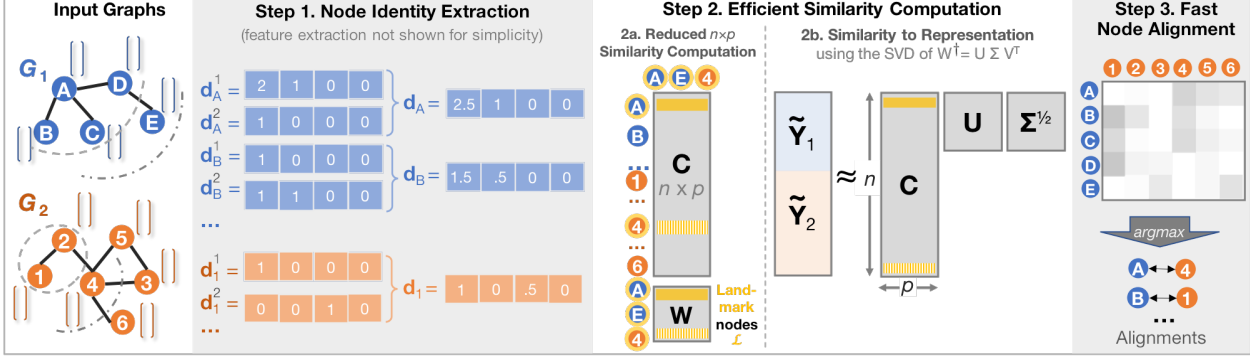 Input Graphs
G1
A
D
B
C
E
G2
2
5
1
4
3
6
Step 1. Node Identity Extraction
(feature extraction not shown for simplicity)
d_A^1 = 2 1 0 0
d_A^2 = 1 0 0 0
d_A = 2.5 1 0 0
d_B^1 = 1 0 0 0
d_B^2 = 1 1 0 0
d_B = 1.5 .5 0 0
...
d_1^1 = 1 0 0 0
d_1^2 = 0 0 1 0
d_1 = 1 0 .5 0
...
Step 2. Efficient Similarity Computation
2a. Reduced n×p
Similarity Computation
A E 4
A
B
...
1
...
4
...
6
C
n x p
A
E
4
W
Land-
mark
nodes
ℒ
2b. Similarity to Representation
using the SVD of W† = U Σ Vᵀ
Ỹ1
Ỹ2
≈
n
C
p
U
Σ½
Step 3. Fast
Node Alignment
1 2 3 4 5 6
A
B
C
D
E
argmax
A ↔ 4
B ↔ 1
...
Alignments